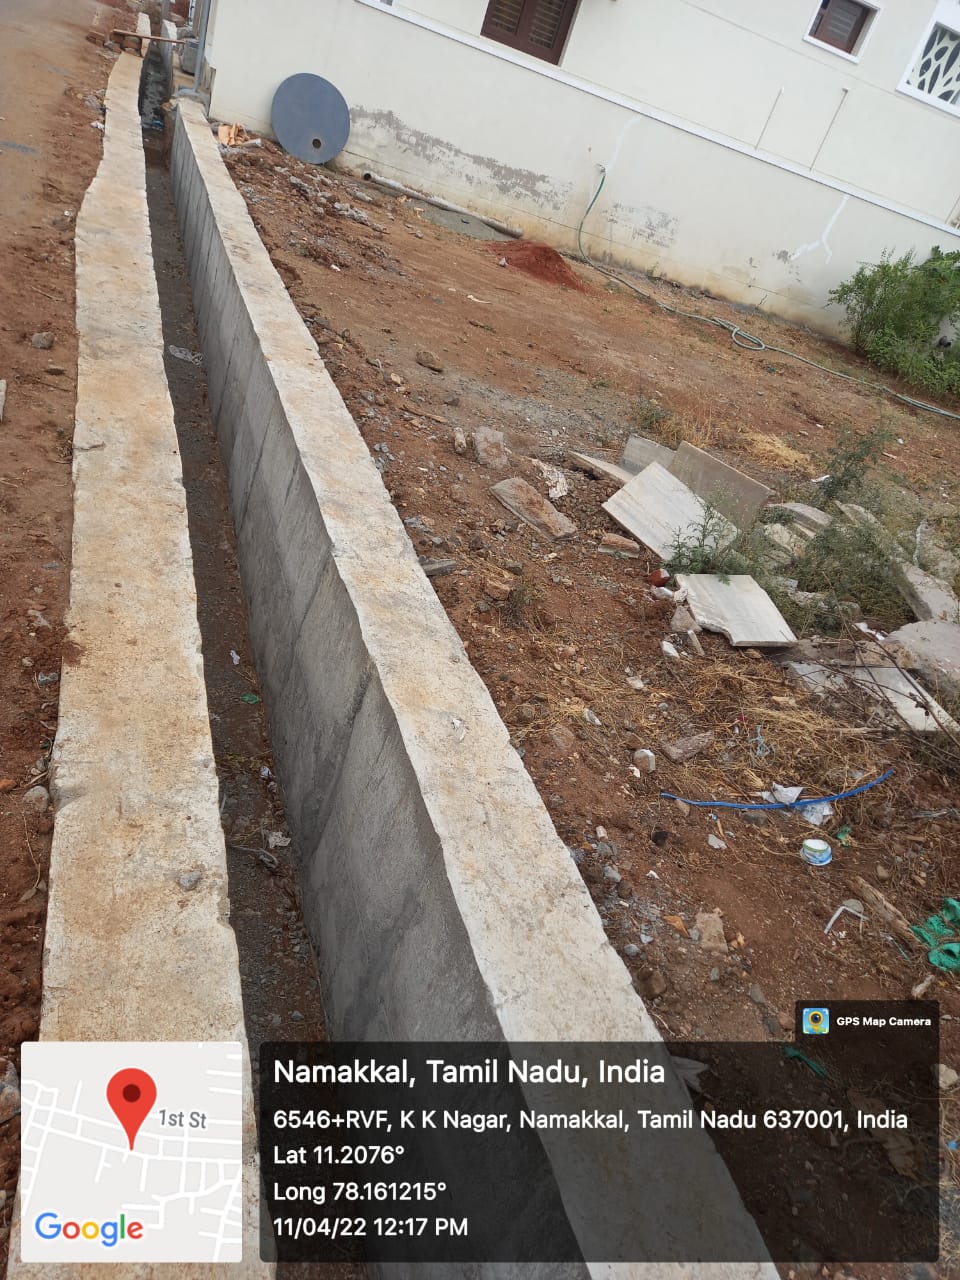 GPS Map Camera
Namakkal, Tamil Nadu, India
6546+RVF, K K Nagar, Namakkal, Tamil Nadu 637001, India
Lat 11.2076°
Long 78.161215°
11/04/22 12:17 PM
1st St
Google